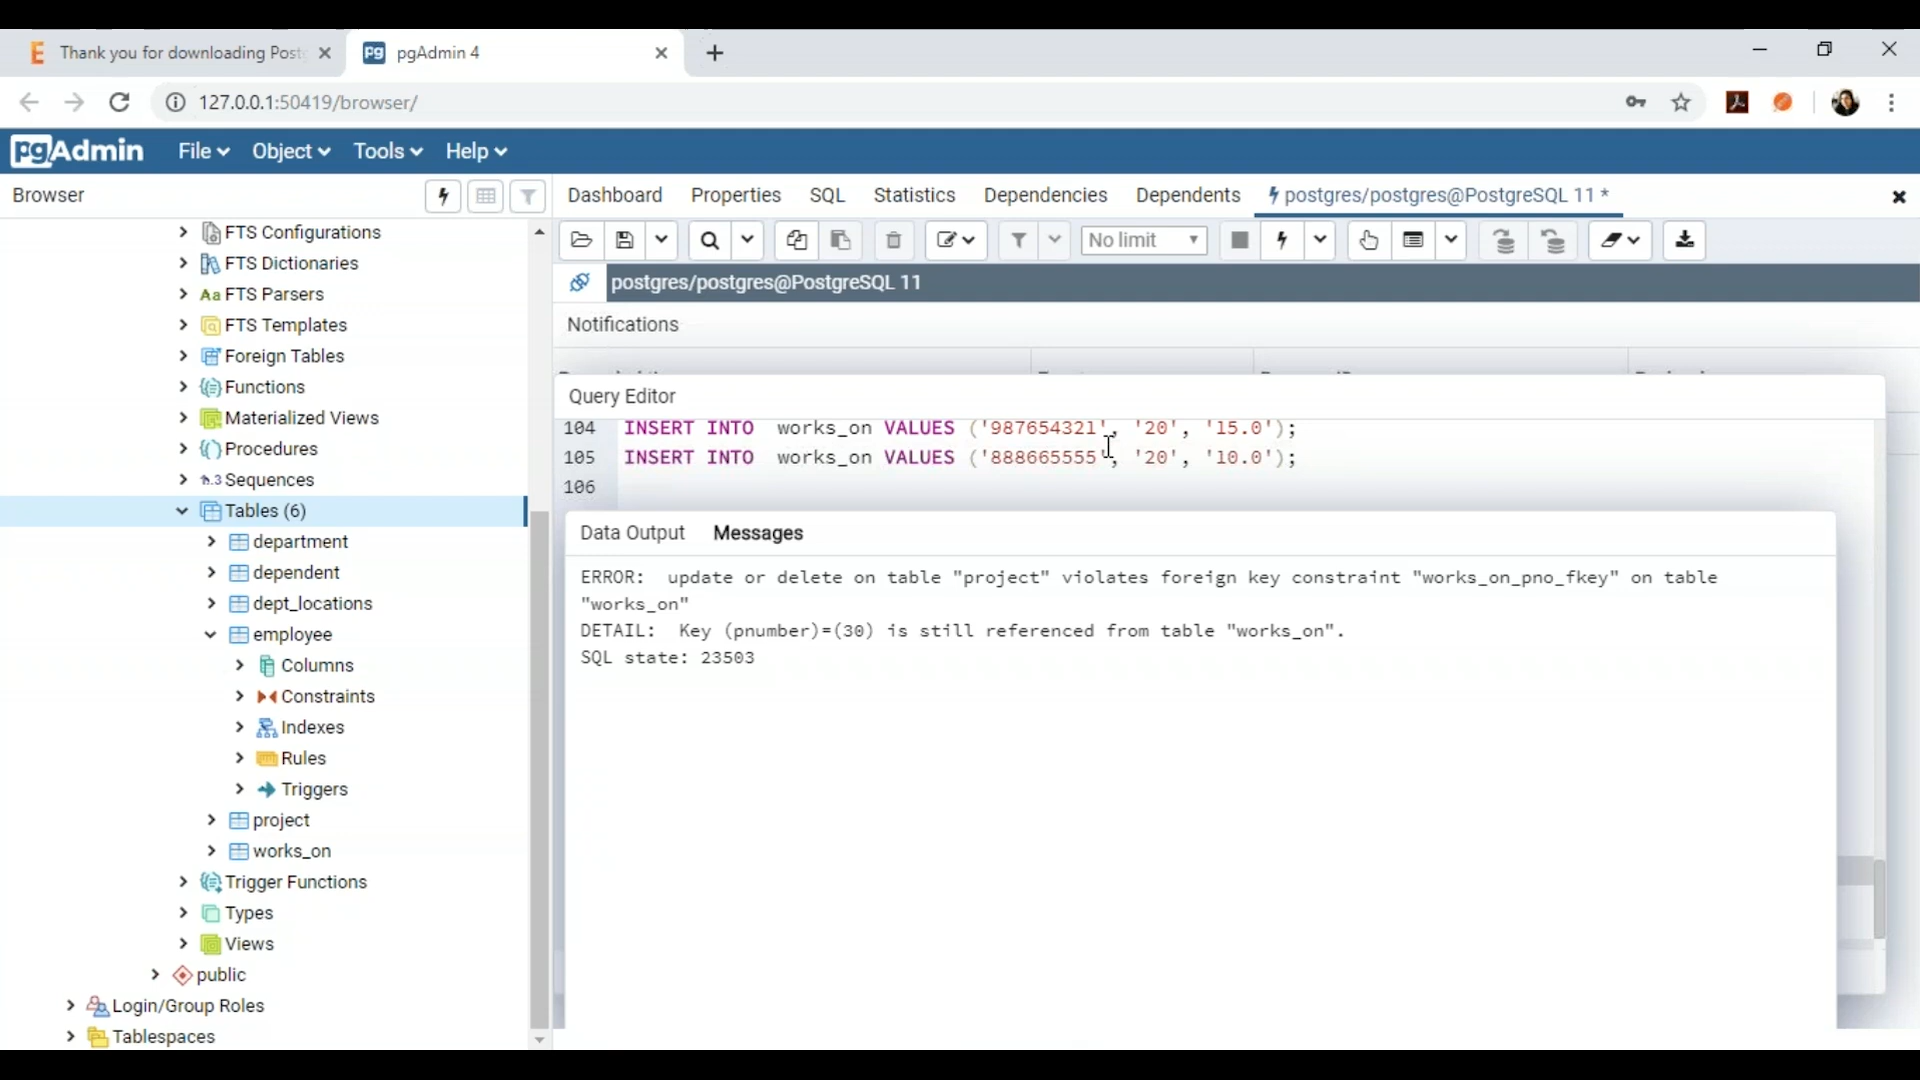 Thank you for downloading Post
pgAdmin 4
127.0.0.1:50419/browser/
pgAdmin
File
Object
Tools
Help
Browser
Dashboard
Properties
SQL
Statistics
Dependencies
Dependents
postgres/postgres@PostgreSQL 11 *
No limit
postgres/postgres@PostgreSQL 11
Notifications
Query Editor
104 INSERT INTO works_on VALUES ('987654321', '20', '15.0');
105 INSERT INTO works_on VALUES ('888665555', '20', '10.0');
106
Data Output Messages
ERROR: update or delete on table "project" violates foreign key constraint "works_on_pno_fkey" on table
"works_on"
DETAIL: Key (pnumber)=(30) is still referenced from table "works_on".
SQL state: 23503
FTS Configurations
FTS Dictionaries
Aa FTS Parsers
FTS Templates
Foreign Tables
Functions
Materialized Views
Procedures
Sequences
Tables (6)
department
dependent
dept_locations
employee
Columns
Constraints
Indexes
Rules
Triggers
project
works_on
Trigger Functions
Types
Views
public
Login/Group Roles
Tablespaces